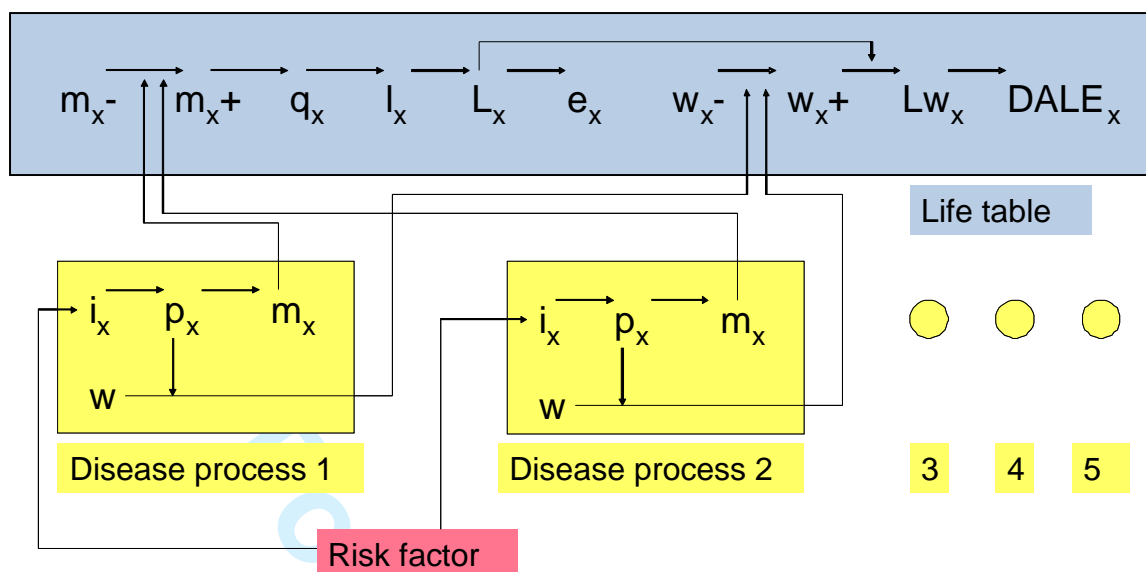 mx- mx+ qx lx Lx ex wx- wx+ Lwx DALEx
Life table
ix px mx
w
ix px mx
w
Disease process 1
Disease process 2
3 4 5
Risk factor